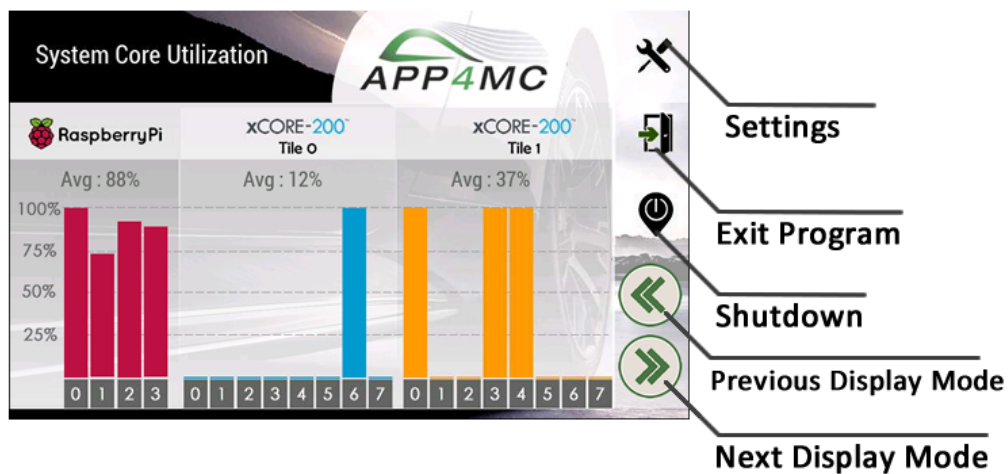 System Core Utilization
APP4MC
RaspberryPi
xCORE-200™
Tile 0
xCORE-200™
Tile 1
Avg : 88%
Avg : 12%
Avg : 37%
100%
75%
50%
25%
0 1 2 3
0 1 2 3 4 5 6 7
0 1 2 3 4 5 6 7
Settings
Exit Program
Shutdown
Previous Display Mode
Next Display Mode